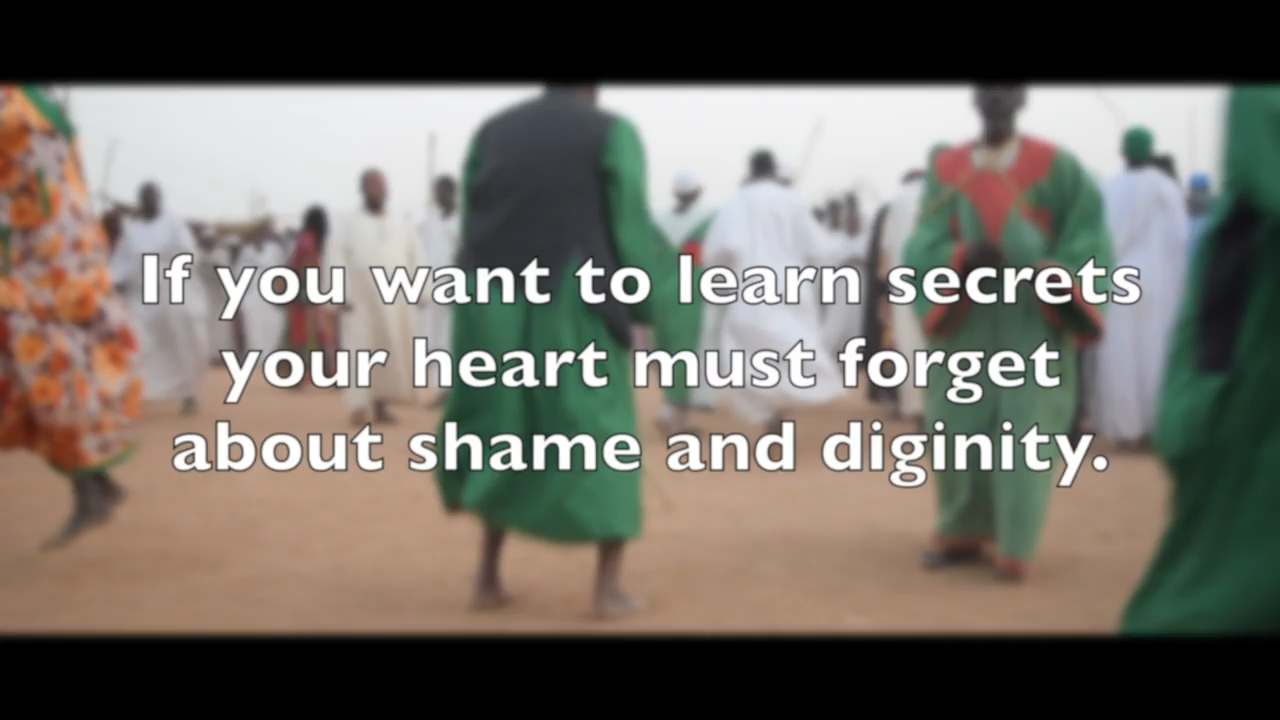 If you want to learn secrets
your heart must forget
about shame and diginity.